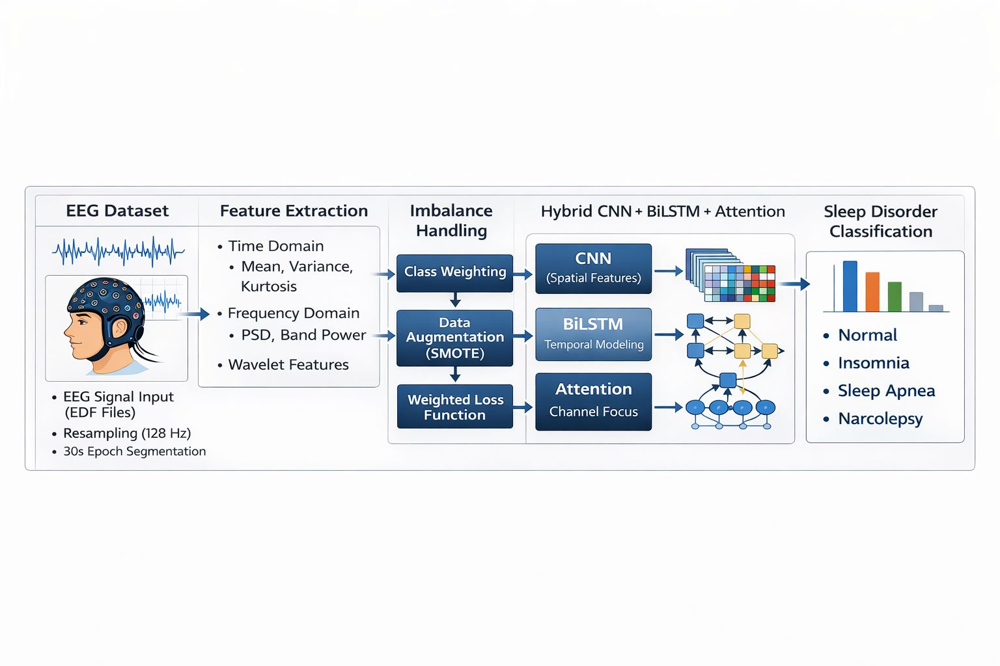 EEG Dataset
• EEG Signal Input
(EDF Files)
• Resampling (128 Hz)
• 30s Epoch Segmentation
Feature Extraction
• Time Domain
• Mean, Variance,
Kurtosis
• Frequency Domain
• PSD, Band Power
• Wavelet Features
Imbalance
Handling
Class Weighting
Data
Augmentation
(SMOTE)
Weighted Loss
Function
Hybrid CNN + BiLSTM + Attention
CNN
(Spatial Features)
BiLSTM
Temporal Modeling
Attention
Channel Focus
Sleep Disorder
Classification
• Normal
• Insomnia
• Sleep Apnea
• Narcolepsy